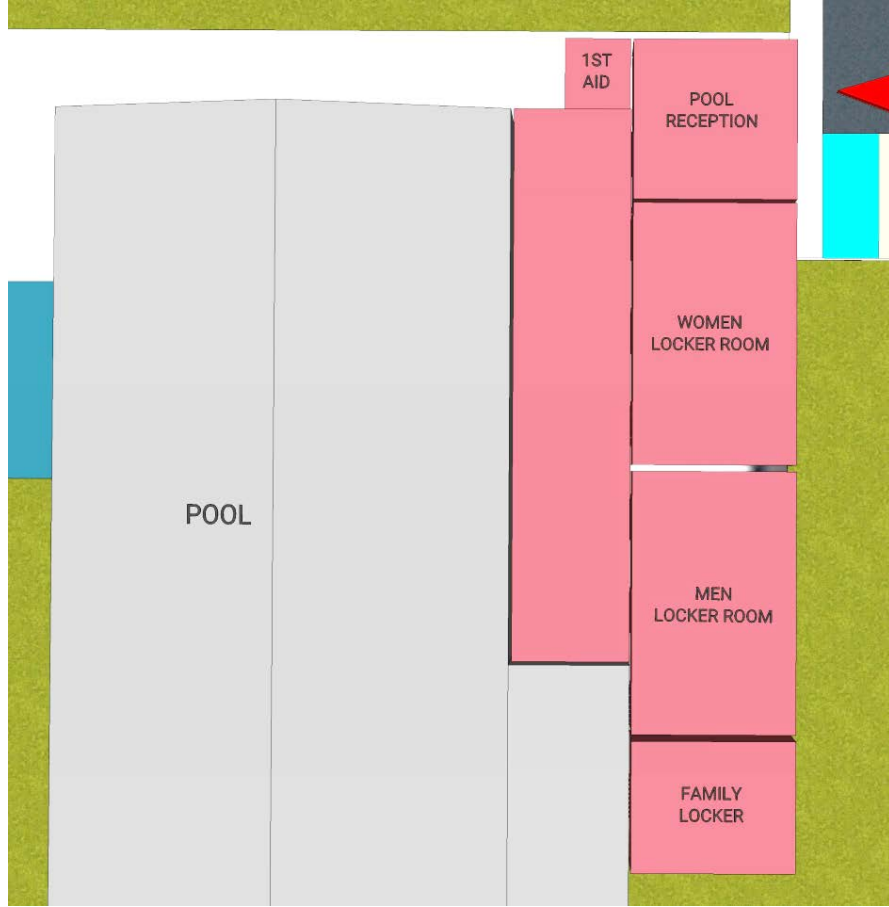 1ST
AID
POOL
RECEPTION
WOMEN
LOCKER ROOM
POOL
MEN
LOCKER ROOM
FAMILY
LOCKER